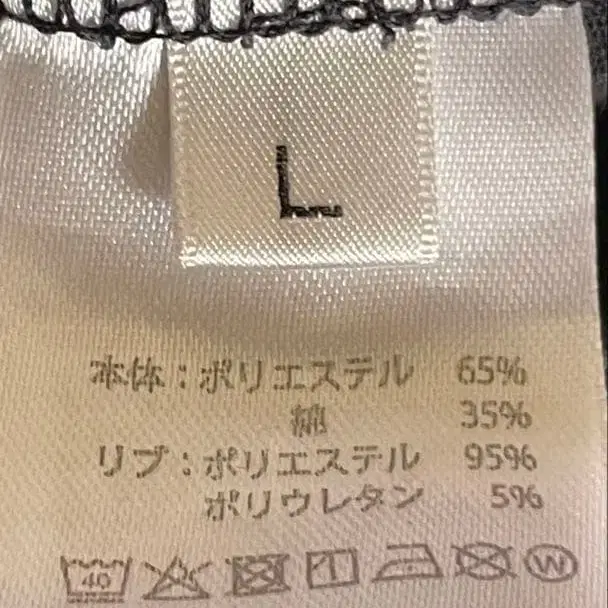 L
本体：ポリエステル 65%
綿 35%
リブ：ポリエステル 95%
ポリウレタン 5%
40 W